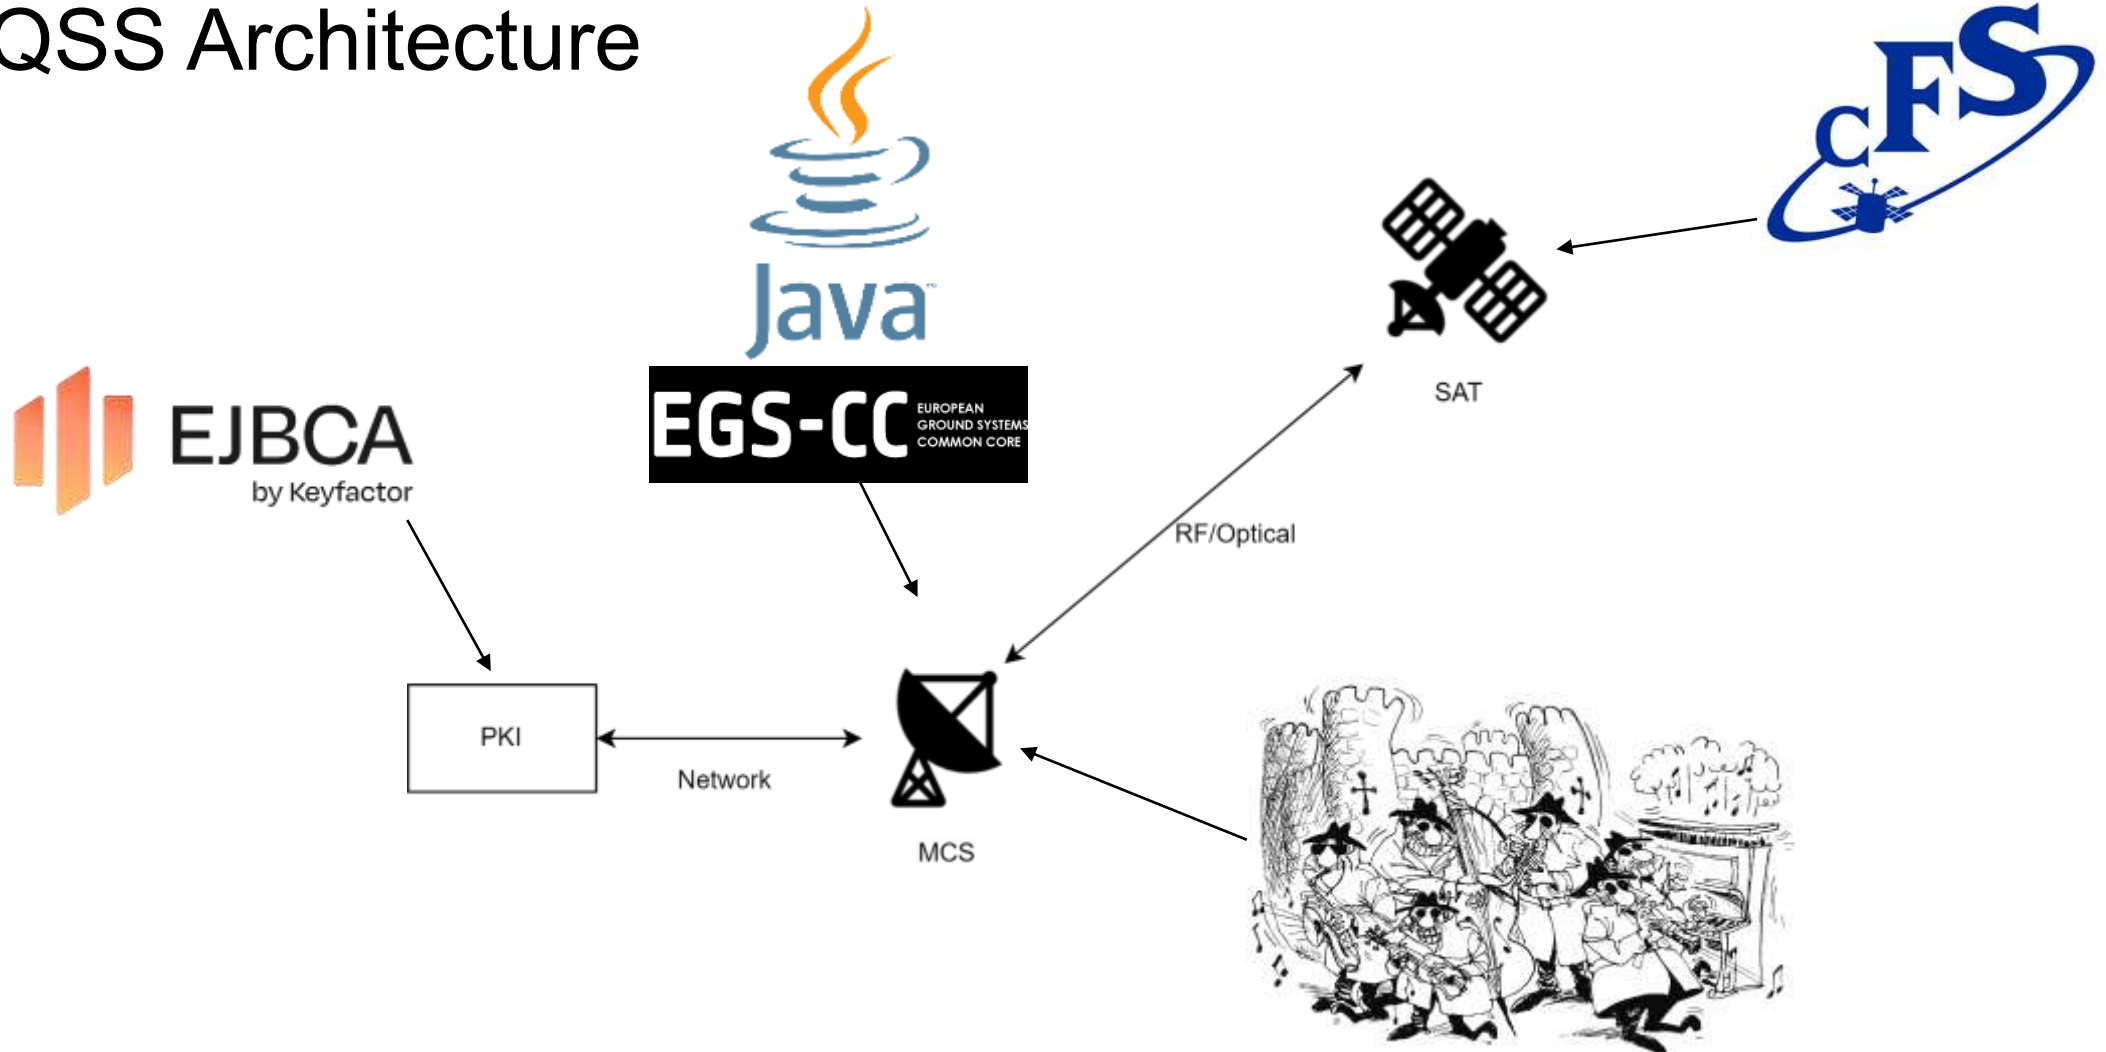 QSS Architecture
cFS
Java™
EGS-CC
EUROPEAN
GROUND SYSTEMS
COMMON CORE
EJBCA
by Keyfactor
SAT
RF/Optical
PKI
Network
MCS